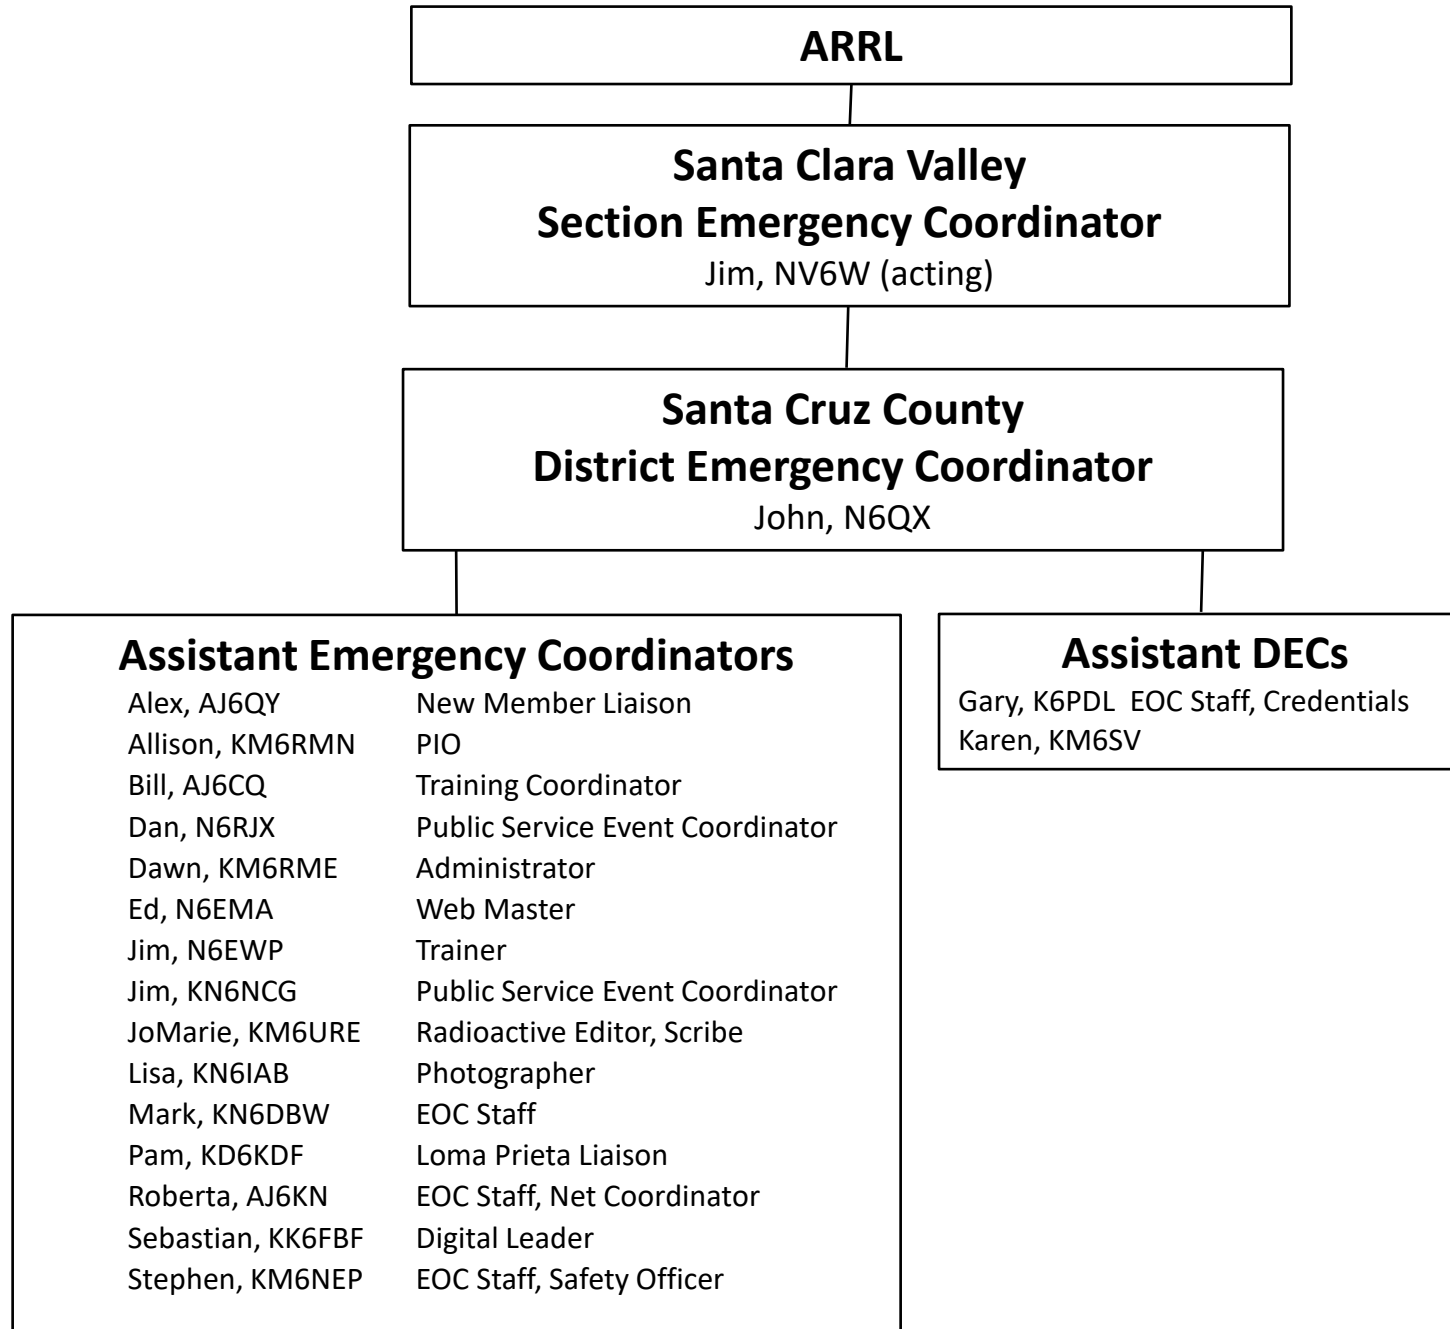 ARRL
Santa Clara Valley
Section Emergency Coordinator
Jim, NV6W (acting)
Santa Cruz County
District Emergency Coordinator
John, N6QX
Assistant Emergency Coordinators
Alex, AJ6QY New Member Liaison
Allison, KM6RMN PIO
Bill, AJ6CQ Training Coordinator
Dan, N6RJX Public Service Event Coordinator
Dawn, KM6RME Administrator
Ed, N6EMA Web Master
Jim, N6EWP Trainer
Jim, KN6NCG Public Service Event Coordinator
JoMarie, KM6URE Radioactive Editor, Scribe
Lisa, KN6IAB Photographer
Mark, KN6DBW EOC Staff
Pam, KD6KDF Loma Prieta Liaison
Roberta, AJ6KN EOC Staff, Net Coordinator
Sebastian, KK6FBF Digital Leader
Stephen, KM6NEP EOC Staff, Safety Officer
Assistant DECs
Gary, K6PDL EOC Staff, Credentials
Karen, KM6SV